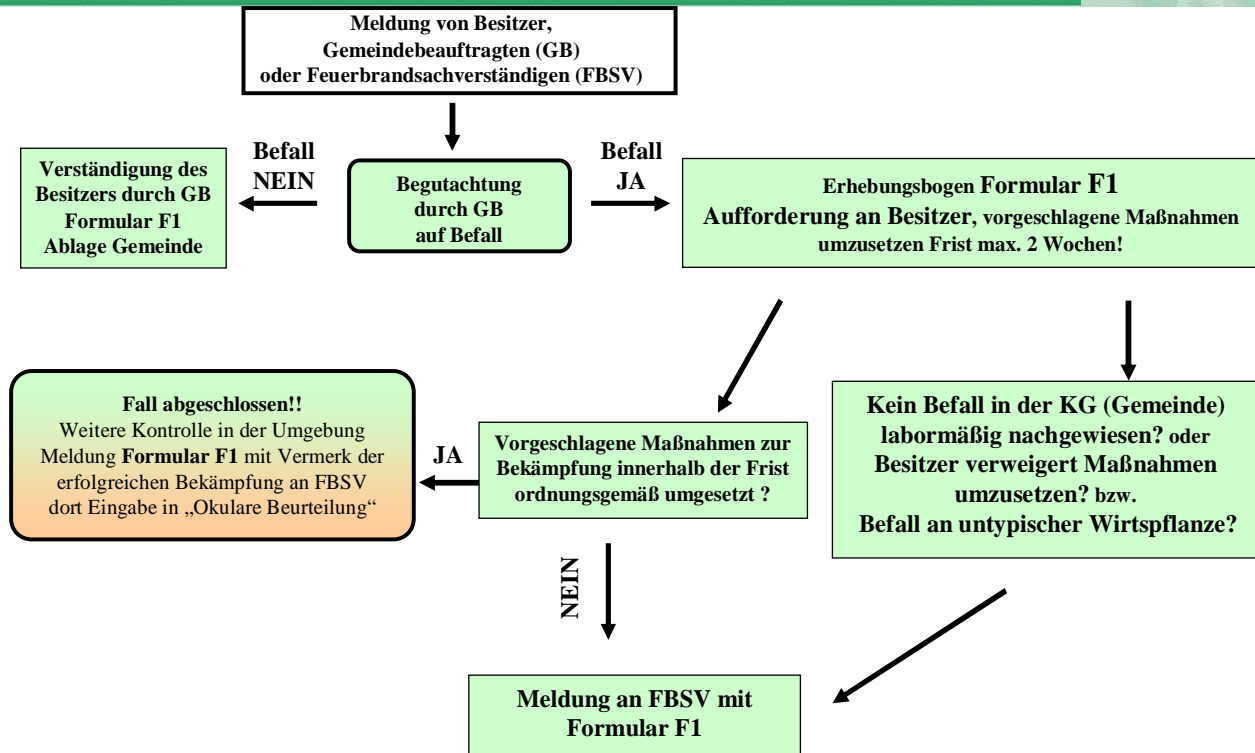 Meldung von Besitzer,
Gemeindebeauftragten (GB)
oder Feuerbrandsachverständigen (FBSV)
Verständigung des
Besitzers durch GB
Formular F1
Ablage Gemeinde
Befall
NEIN
Begutachtung
durch GB
auf Befall
Befall
JA
Erhebungsbogen Formular F1
Aufforderung an Besitzer, vorgeschlagene Maßnahmen
umzusetzen Frist max. 2 Wochen!
Fall abgeschlossen!!
Weitere Kontrolle in der Umgebung
Meldung Formular F1 mit Vermerk der
erfolgreichen Bekämpfung an FBSV
dort Eingabe in „Okulare Beurteilung“
JA
Vorgeschlagene Maßnahmen zur
Bekämpfung innerhalb der Frist
ordnungsgemäß umgesetzt ?
Kein Befall in der KG (Gemeinde)
labormäßig nachgewiesen? oder
Besitzer verweigert Maßnahmen
umzusetzen? bzw.
Befall an untypischer Wirtspflanze?
NEIN
Meldung an FBSV mit
Formular F1